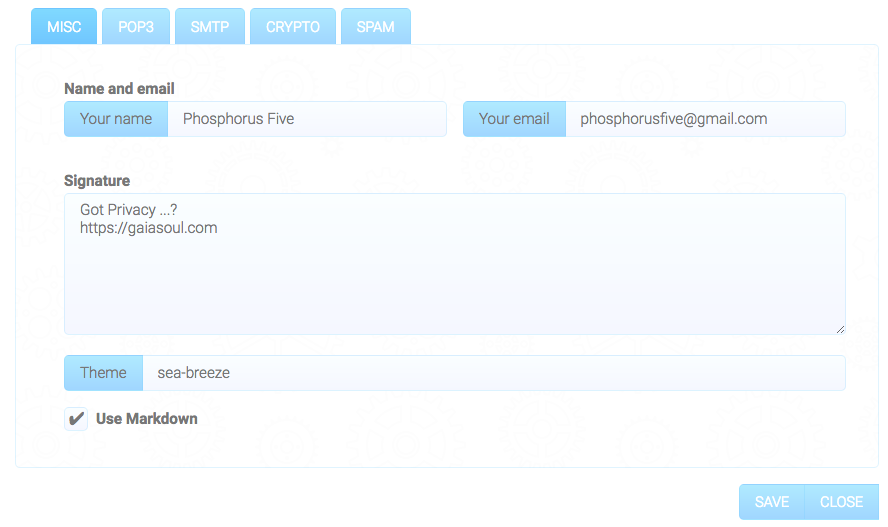 MISC POP3 SMTP CRYPTO SPAM
Name and email
Your name Phosphorus Five Your email phosphorusfive@gmail.com
Signature
Got Privacy ...?
https://gaiasoul.com
Theme sea-breeze
✔ Use Markdown
SAVE CLOSE